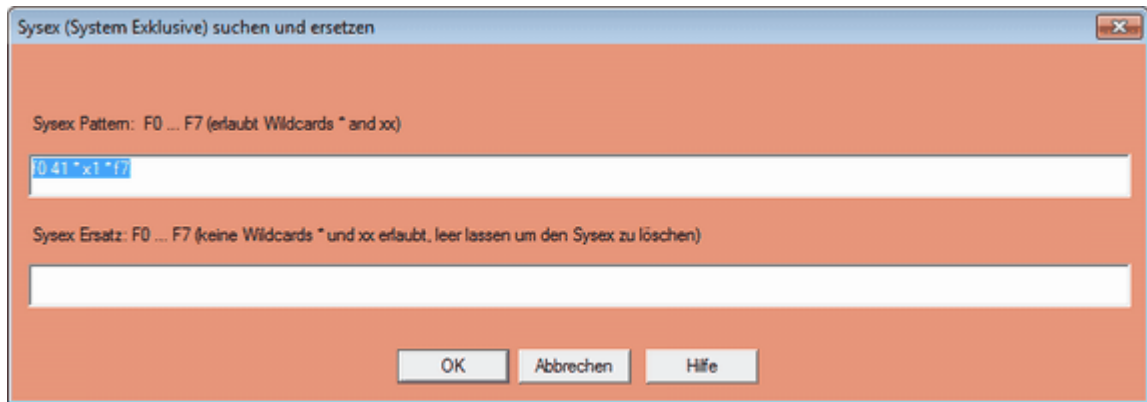 Sysex (System Exklusive) suchen und ersetzen
Sysex Pattern: F0 ... F7 (erlaubt Wildcards * and xx)
f0 41 * x1 * f7
Sysex Ersatz: F0 ... F7 (keine Wildcards * und xx erlaubt, leer lassen um den Sysex zu löschen)
OK Abbrechen Hilfe